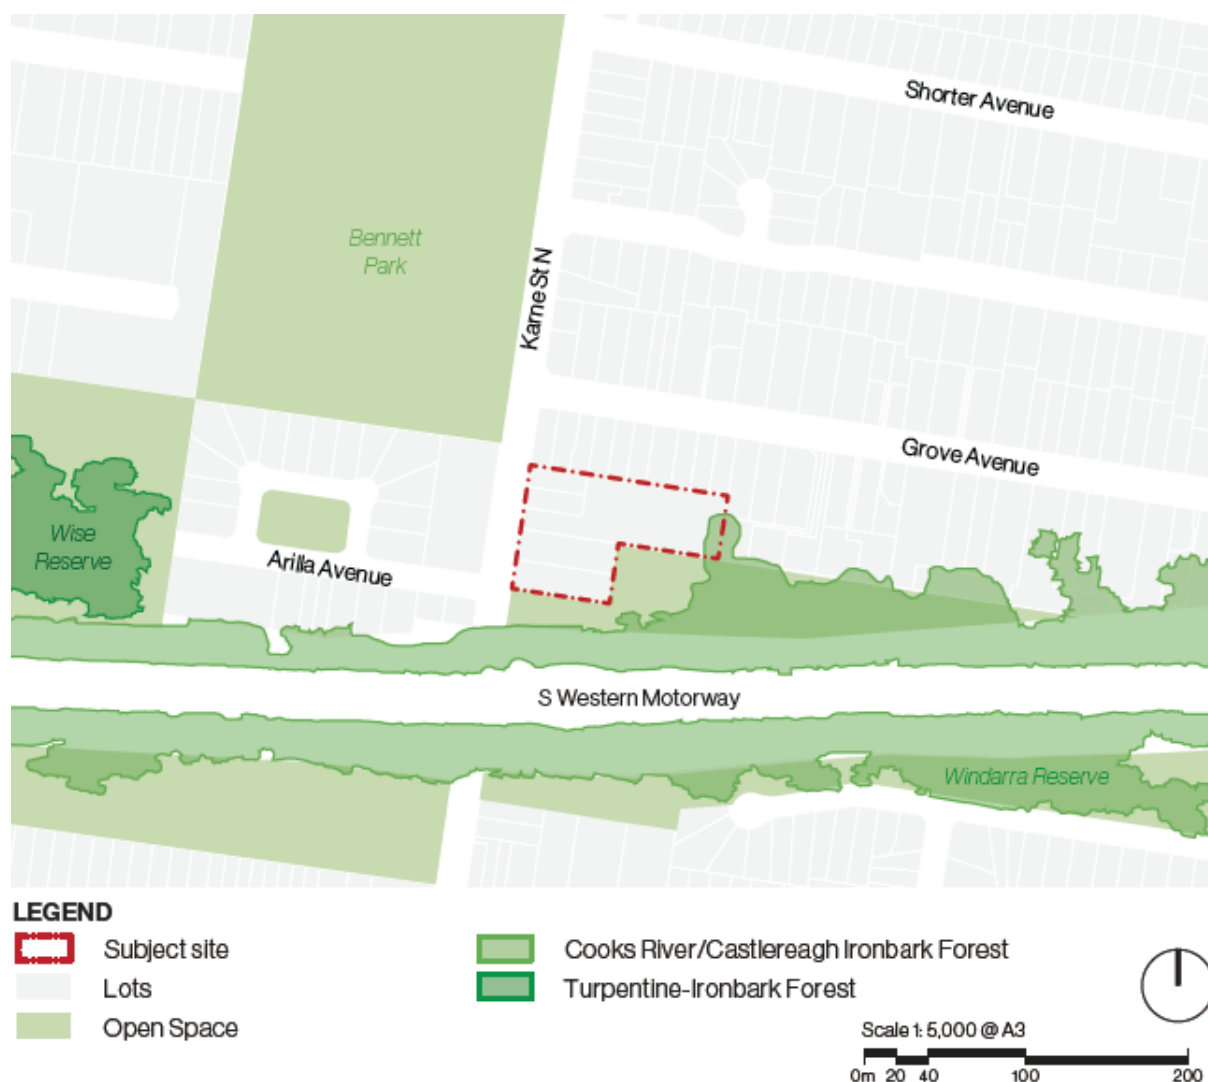 Shorter Avenue
Bennett
Park
Karne St N
Grove Avenue
Wise
Reserve
Arilla Avenue
S Western Motorway
Windarra Reserve
LEGEND
Subject site
Lots
Open Space
Cooks River/Castlereagh Ironbark Forest
Turpentine-Ironbark Forest
Scale 1: 5,000 @ A3
0m 20 40 100 200